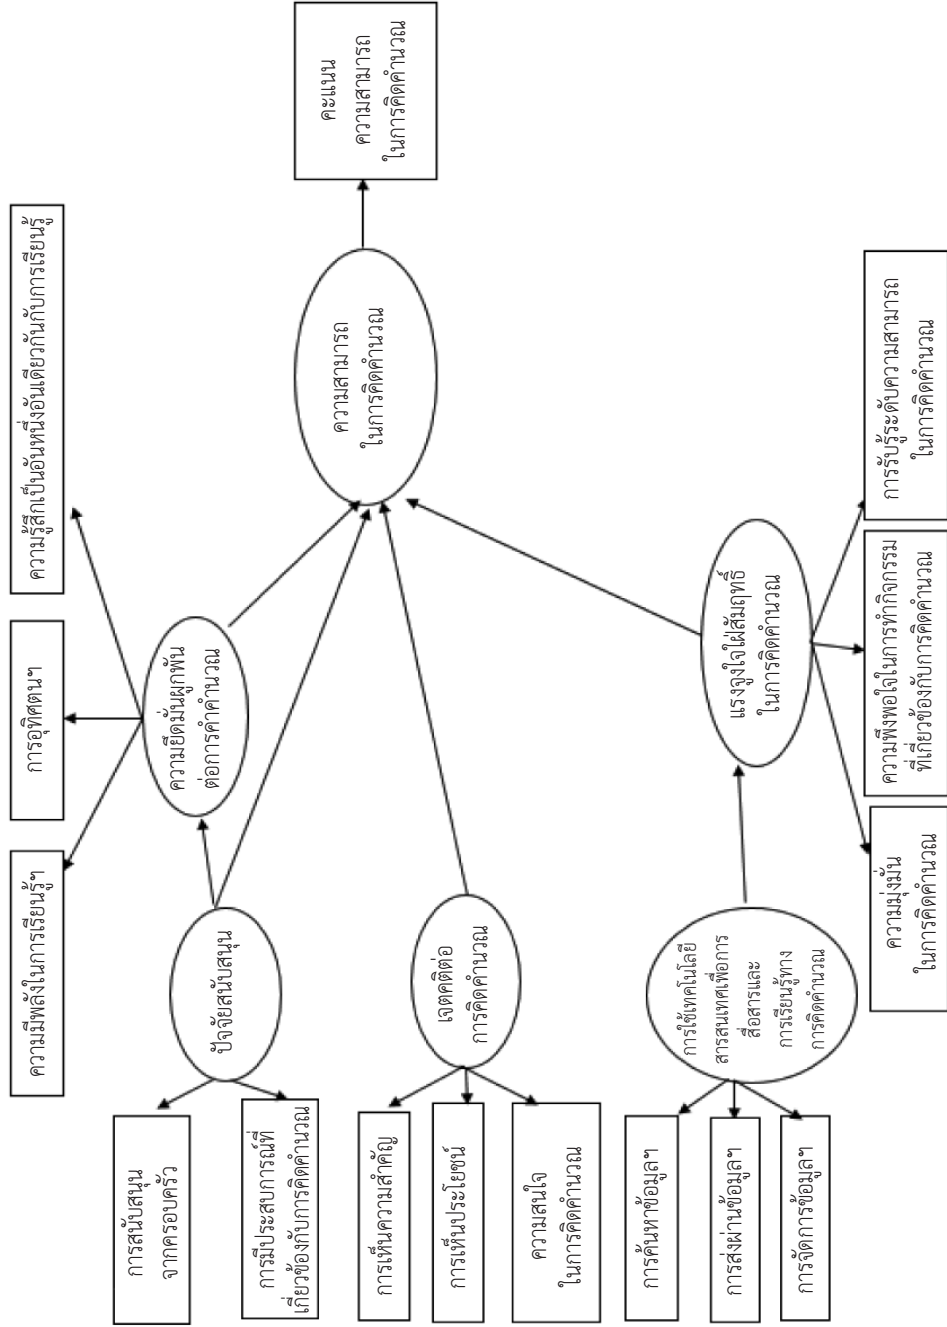 การสนับสนุน
จากครอบครัว
การมีประสบการณ์ที่
เกี่ยวข้องกับการคิดคำนวณ
การเห็นความสำคัญ
การเห็นประโยชน์
ความสนใจ
ในการคิดคำนวณ
การค้นหาข้อมูลฯ
การส่งผ่านข้อมูลฯ
การจัดการข้อมูลฯ
ปัจจัยสนับสนุน
เจตคติต่อ
การคิดคำนวณ
การใช้เทคโนโลยี
สารสนเทศเพื่อการ
สื่อสารและ
การเรียนรู้ทาง
การคิดคำนวณ
ความมีพลังในการเรียนรู้ฯ
การอุทิศตนฯ
ความรู้สึกเป็นอันหนึ่งอันเดียวกันกับการเรียนรู้
ความยึดมั่นผูกพัน
ต่อการคำคำนวณ
แรงจูงใจใฝ่สัมฤทธิ์
ในการคิดคำนวณ
ความมุ่งมั่น
ในการคิดคำนวณ
ความพึงพอใจในการทำกิจกรรม
ที่เกี่ยวข้องกับการคิดคำนวณ
การรับรู้ระดับความสามารถ
ในการคิดคำนวณ
ความสามารถ
ในการคิดคำนวณ
คะแนน
ความสามารถ
ในการคิดคำนวณ